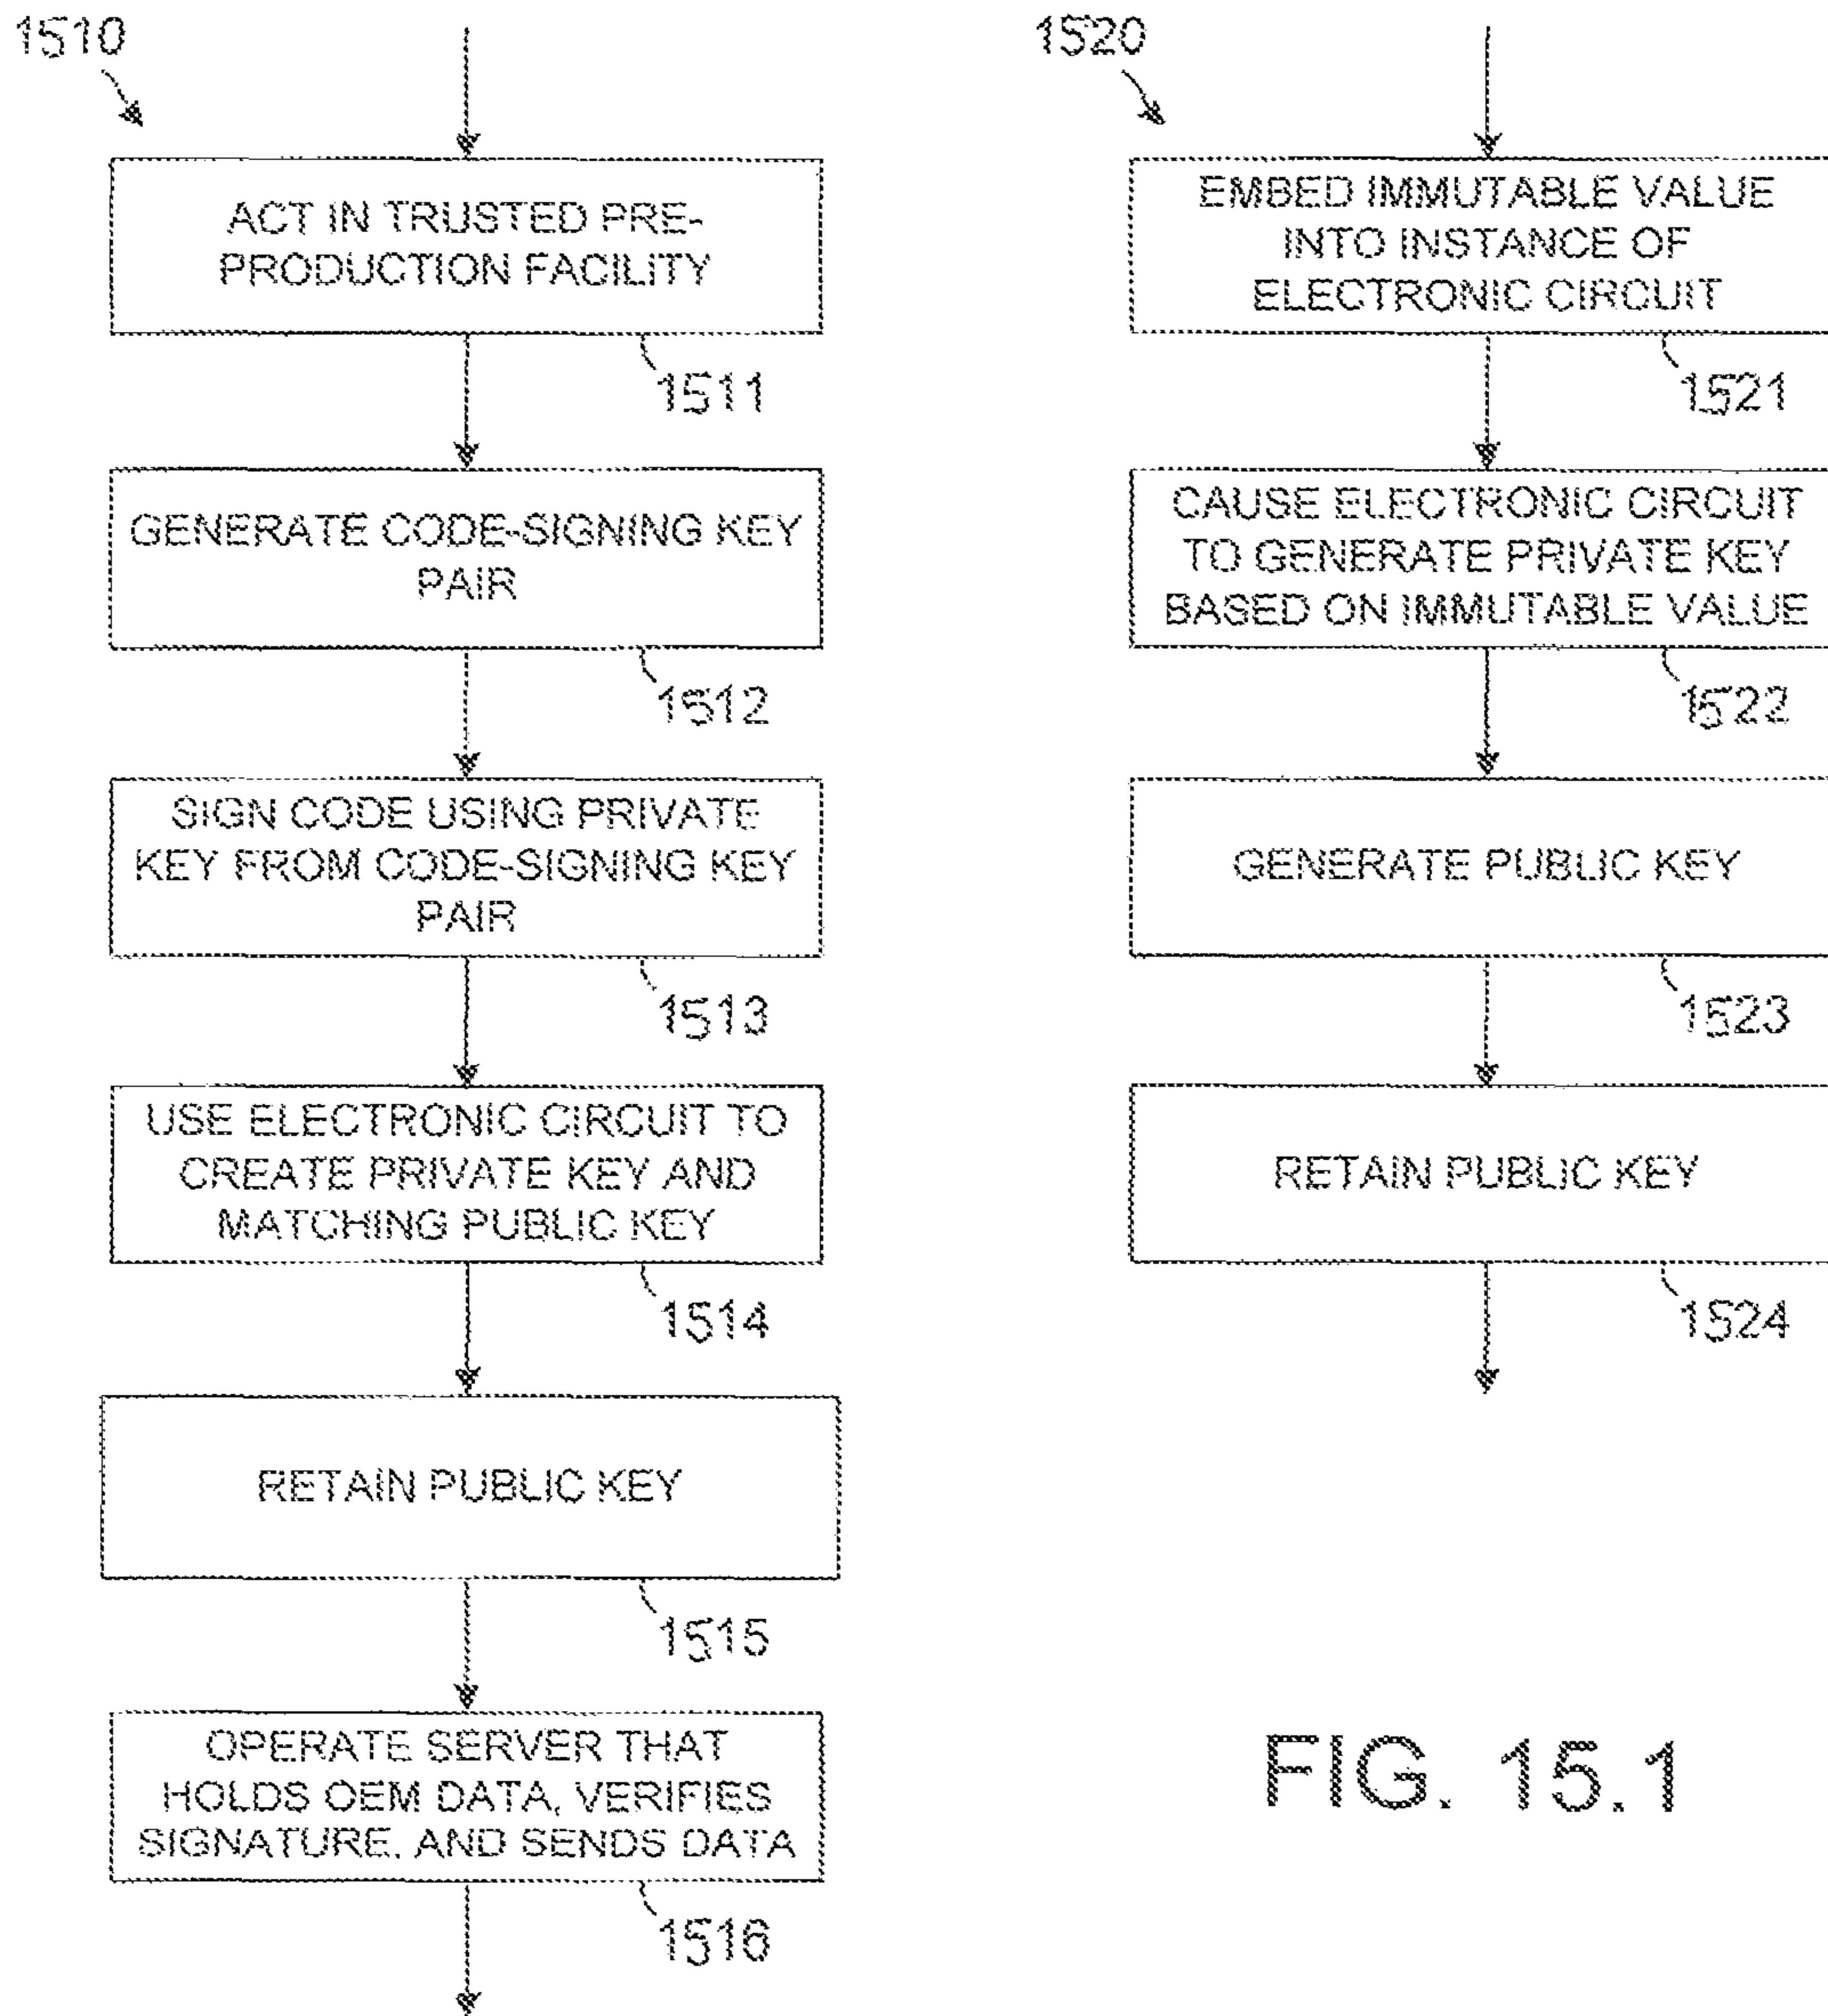 1510
ACT IN TRUSTED PRE-
PRODUCTION FACILITY
1511
GENERATE CODE-SIGNING KEY
PAIR
1512
SIGN CODE USING PRIVATE
KEY FROM CODE-SIGNING KEY
PAIR
1513
USE ELECTRONIC CIRCUIT TO
CREATE PRIVATE KEY AND
MATCHING PUBLIC KEY
1514
RETAIN PUBLIC KEY
1515
OPERATE SERVER THAT
HOLDS OEM DATA, VERIFIES
SIGNATURE, AND SENDS DATA
1516
1520
EMBED IMMUTABLE VALUE
INTO INSTANCE OF
ELECTRONIC CIRCUIT
1521
CAUSE ELECTRONIC CIRCUIT
TO GENERATE PRIVATE KEY
BASED ON IMMUTABLE VALUE
1522
GENERATE PUBLIC KEY
1523
RETAIN PUBLIC KEY
1524
FIG. 15.1